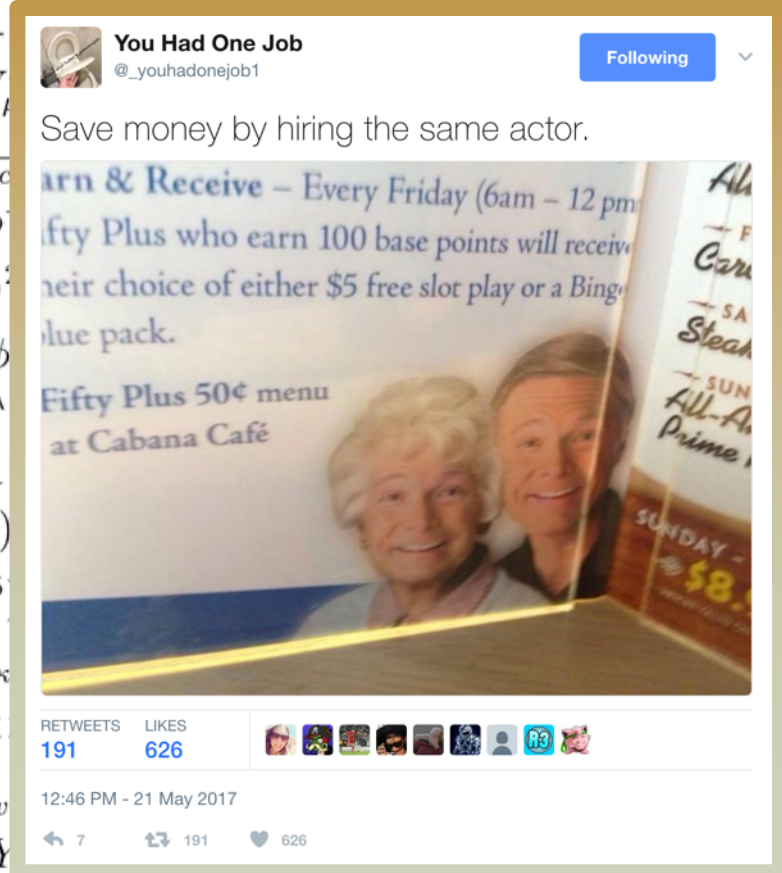 You Had One Job
@_youhadonejob1
Following
Save money by hiring the same actor.
arn & Receive – Every Friday (6am – 12 pm
fty Plus who earn 100 base points will receive
heir choice of either $5 free slot play or a Bing
lue pack.
Fifty Plus 50¢ menu
at Cabana Café
SA
Steak
SUN
All-A
Prime
SUNDAY -
$8.
RETWEETS LIKES
191 626
12:46 PM - 21 May 2017
7 191 626